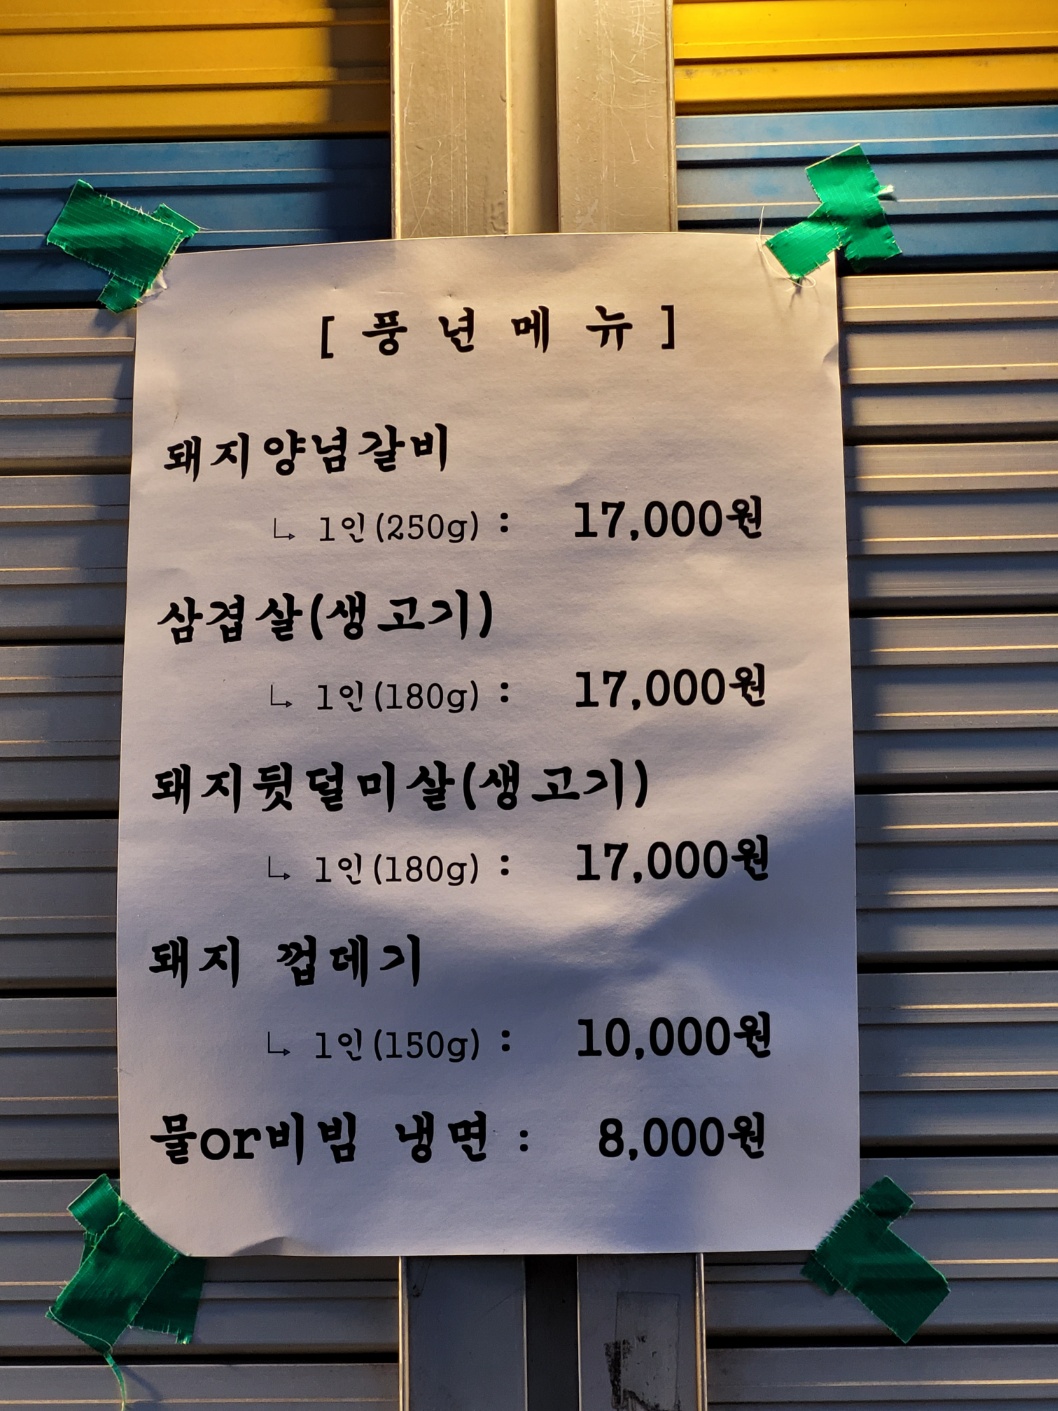 [ 풍 년 메 뉴 ]
돼지양념갈비
ㄴ 1인(250g) : 17,000원
삼겹살(생고기)
ㄴ 1인(180g) : 17,000원
돼지뒷덜미살(생고기)
ㄴ 1인(180g) : 17,000원
돼지 껍데기
ㄴ 1인(150g) : 10,000원
물or비빔 냉면 : 8,000원